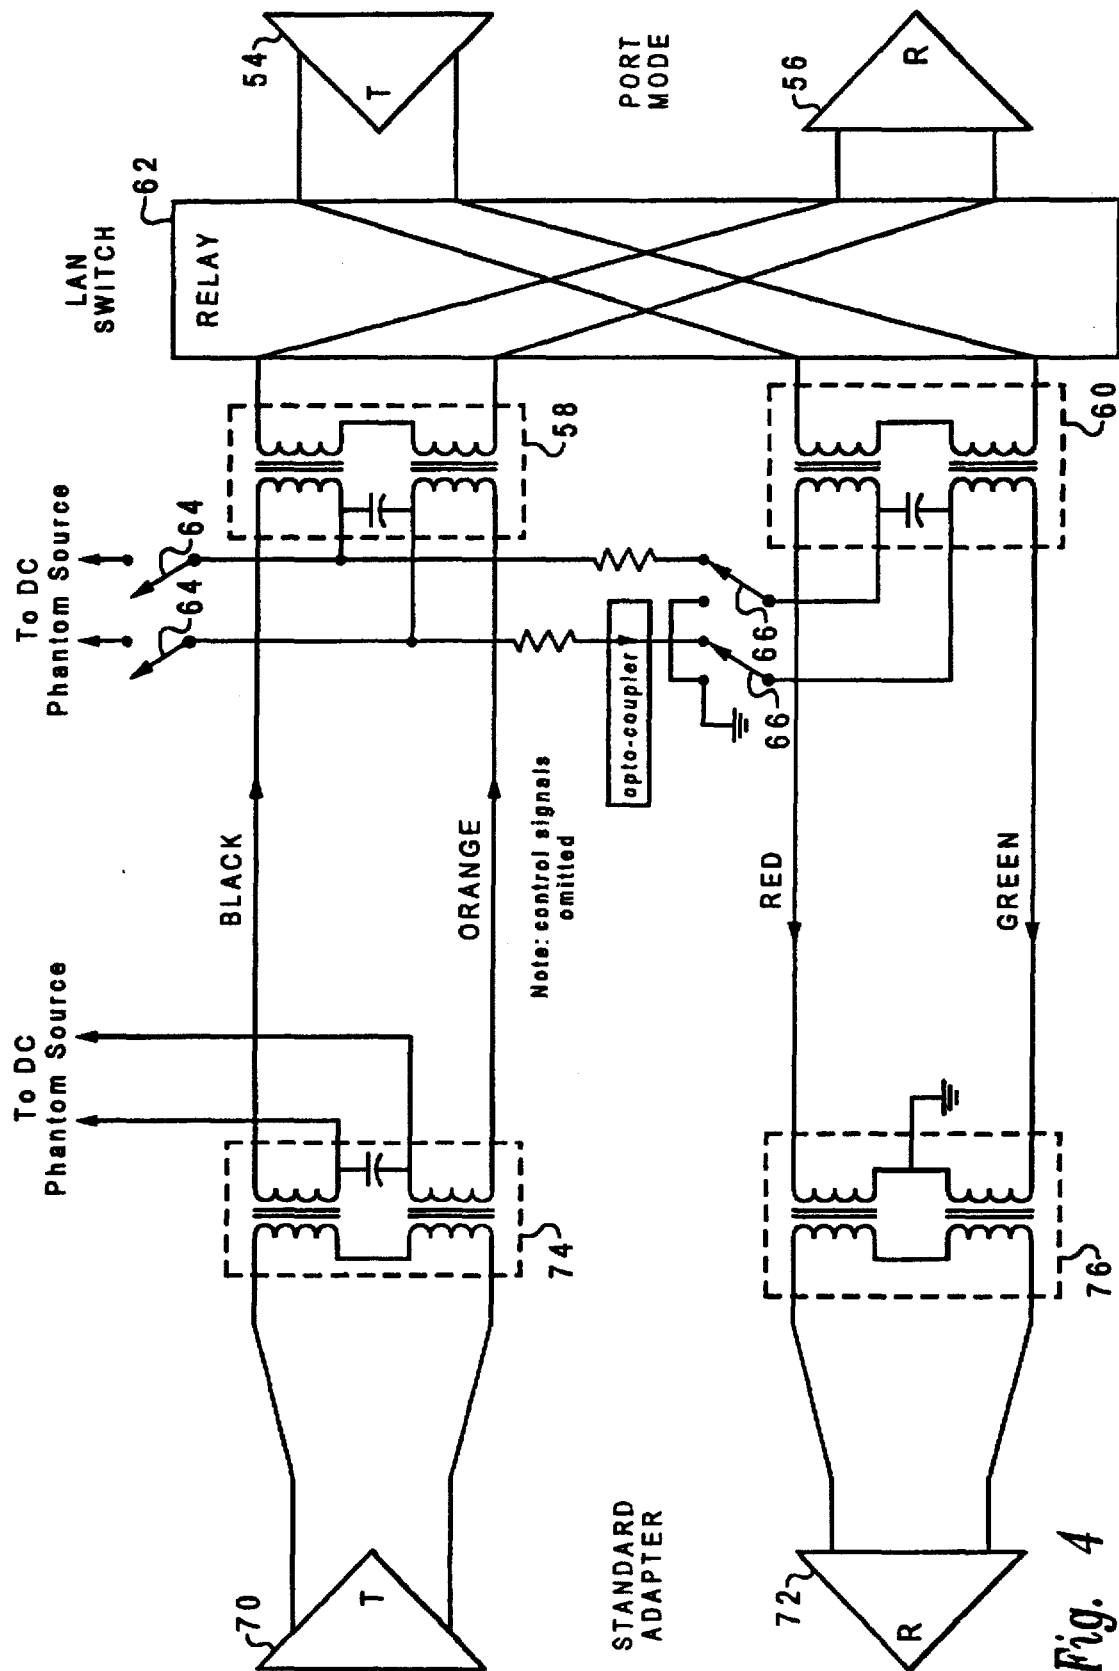 STANDARD
ADAPTER
LAN
SWITCH
PORT
MODE
To DC
Phantom Source
To DC
Phantom Source
70
T
74
BLACK
ORANGE
Note: control signals
omitted
64
64
58
62
RELAY
54
T
opto-coupler
66
66
72
R
76
RED
GREEN
60
56
R
Fig. 4